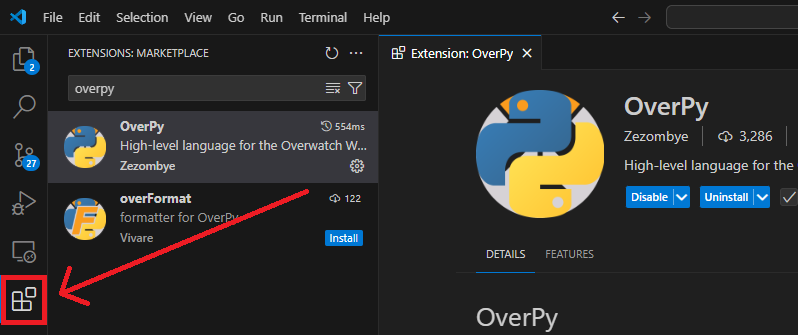 File Edit Selection View Go Run Terminal Help
2
27
EXTENSIONS: MARKETPLACE
overpy
OverPy 554ms
High-level language for the Overwatch W...
Zezombye
overFormat 122
formatter for OverPy
Vivare Install
Extension: OverPy
OverPy
Zezombye 3,286
High-level language for the
Disable Uninstall
DETAILS FEATURES
OverPy